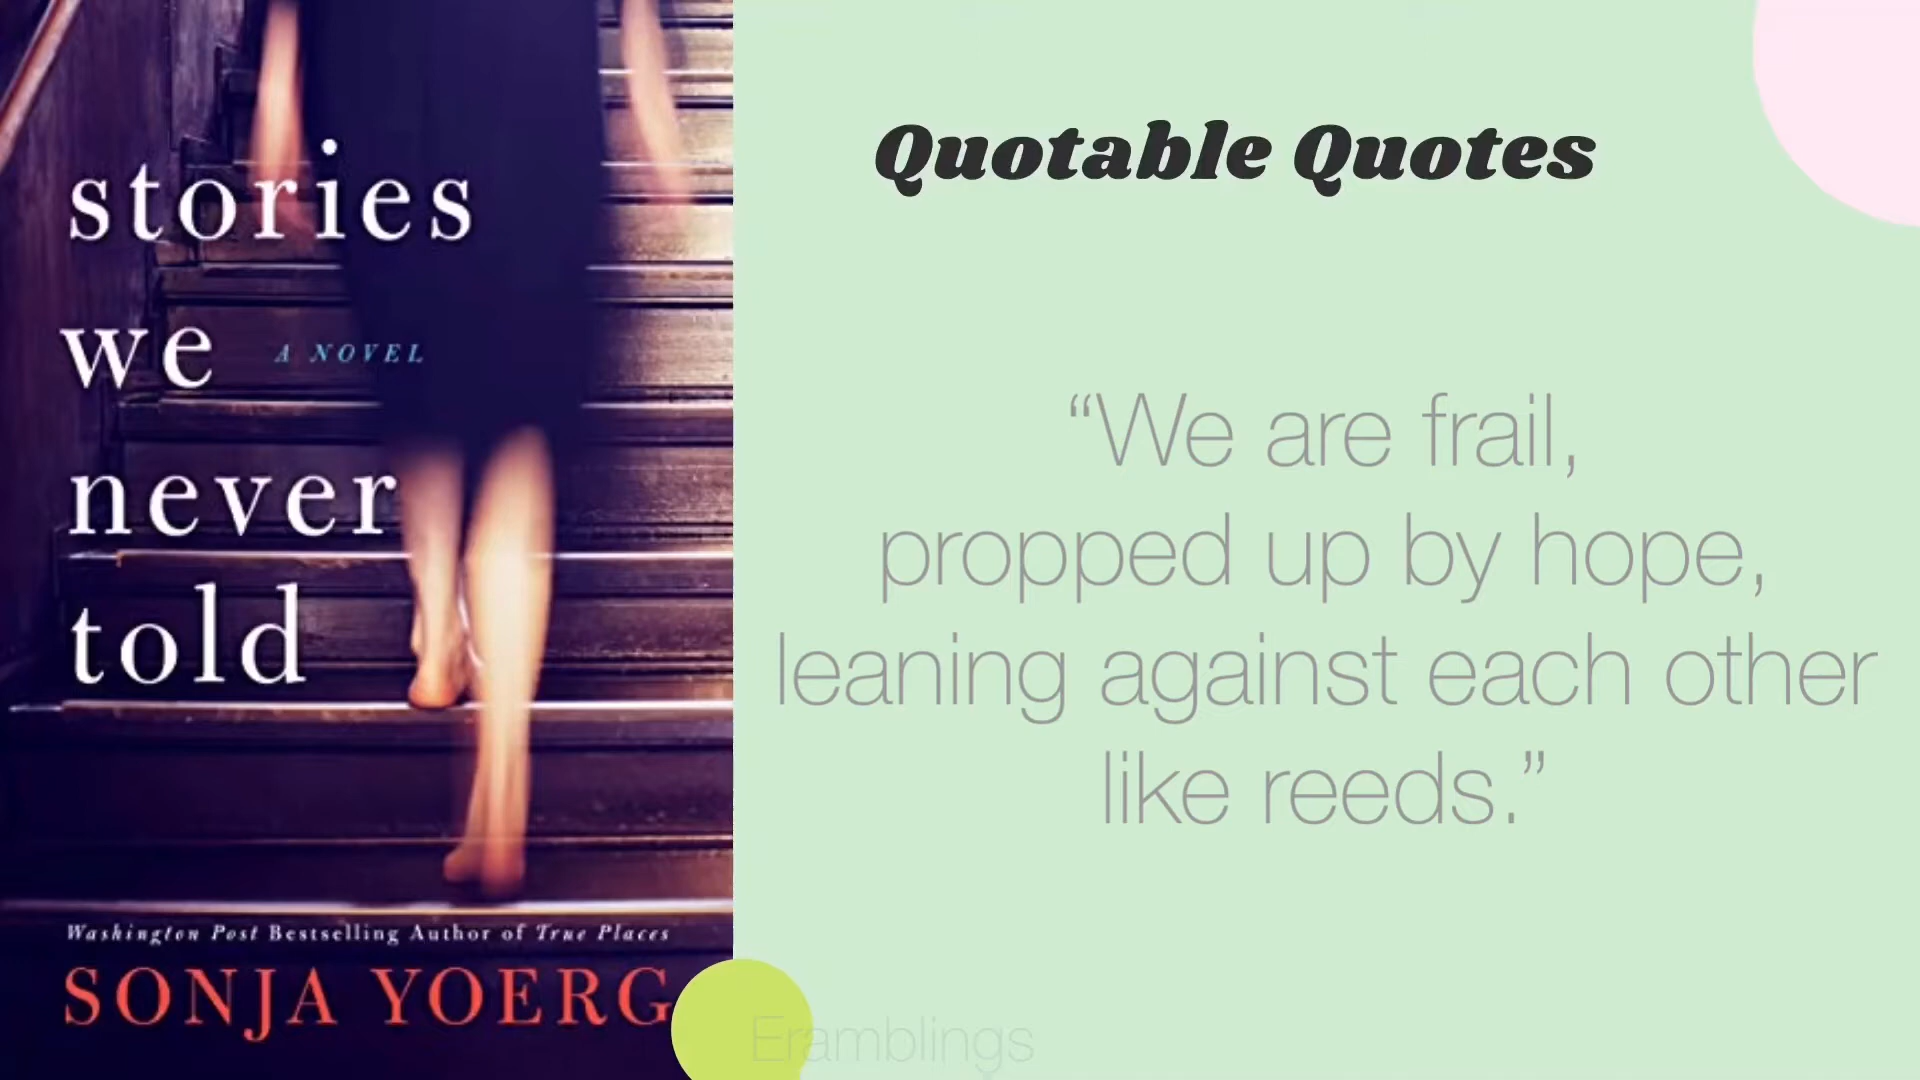 stories
we
A NOVEL
never
told
Washington Post Bestselling Author of True Places
SONJA YOERG
Quotable Quotes
“We are frail,
propped up by hope,
leaning against each other
like reeds.”
Eramblings